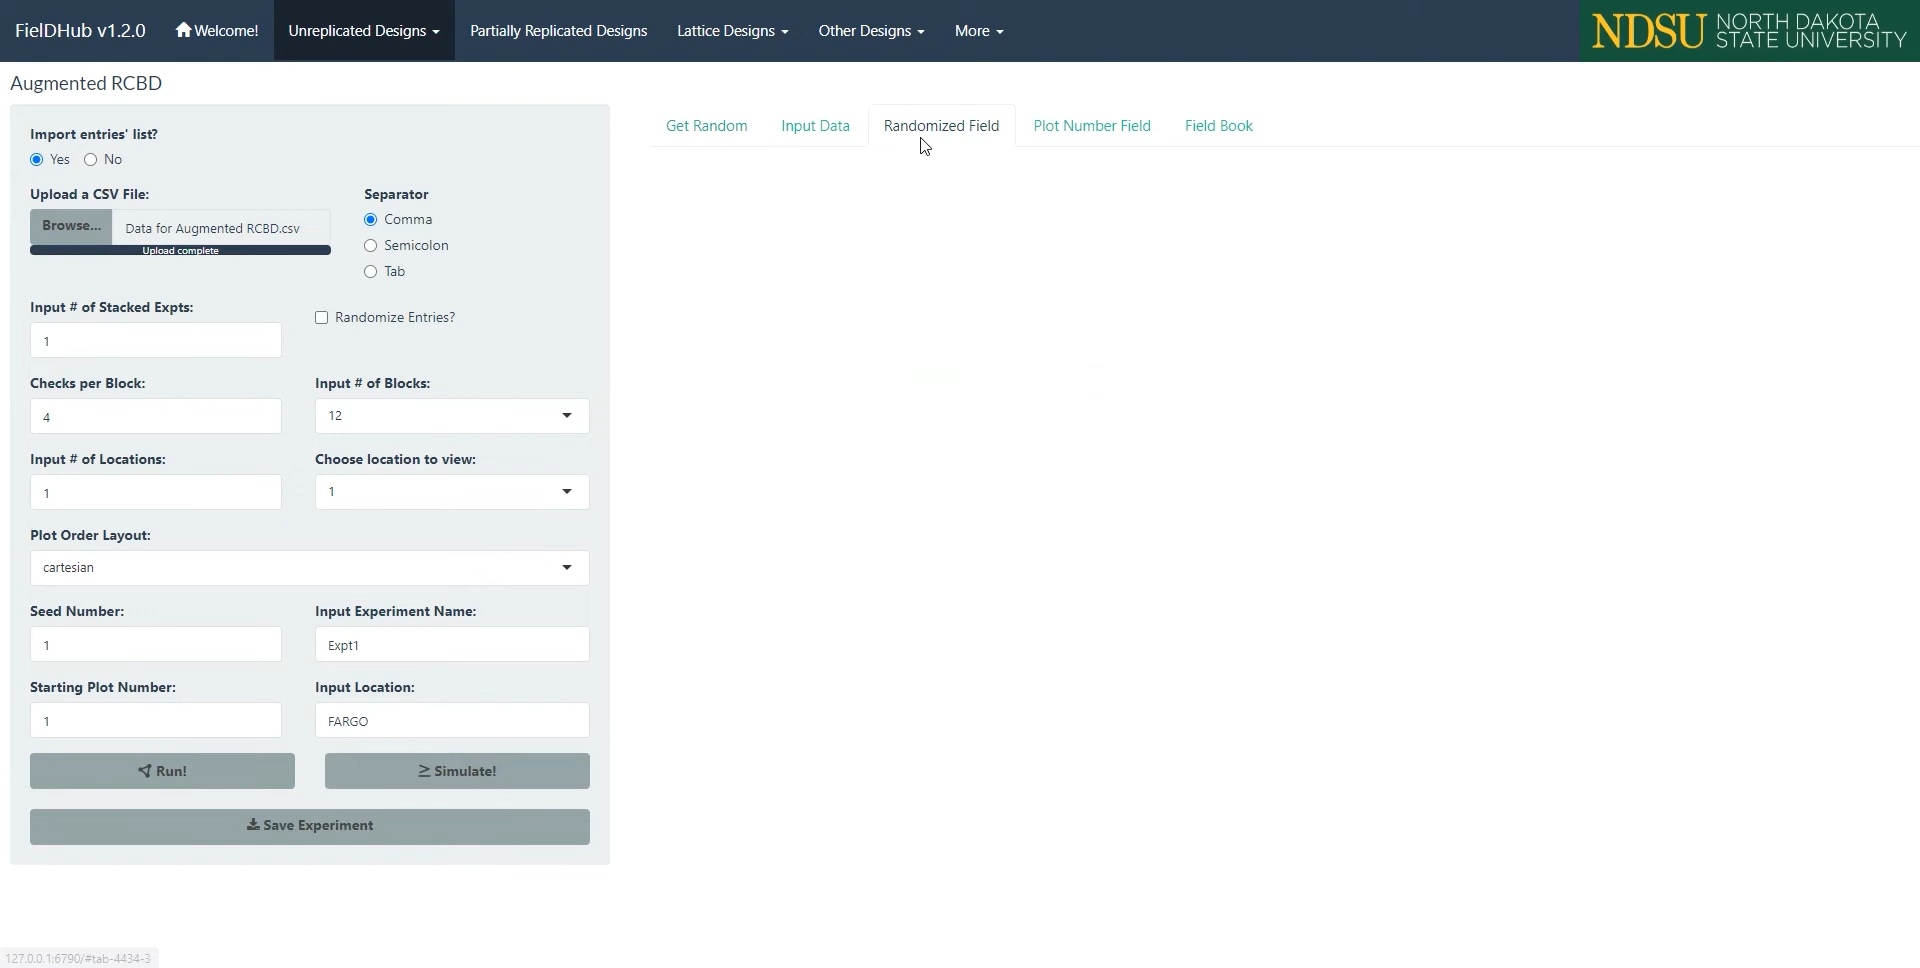 FielDHub v1.2.0 Welcome! Unreplicated Designs Partially Replicated Designs Lattice Designs Other Designs More NDSU NORTH DAKOTA STATE UNIVERSITY
Augmented RCBD
Get Random Input Data Randomized Field Plot Number Field Field Book
Import entries' list?
Yes No
Upload a CSV File: Separator
Browse... Data for Augmented RCBD.csv Comma
Upload complete Semicolon
Tab
Input # of Stacked Expts: Randomize Entries?
1
Checks per Block: Input # of Blocks:
4 12
Input # of Locations: Choose location to view:
1 1
Plot Order Layout:
cartesian
Seed Number: Input Experiment Name:
1 Expt1
Starting Plot Number: Input Location:
1 FARGO
Run! Simulate!
Save Experiment
127.0.0.1:6790/#tab-4434-3